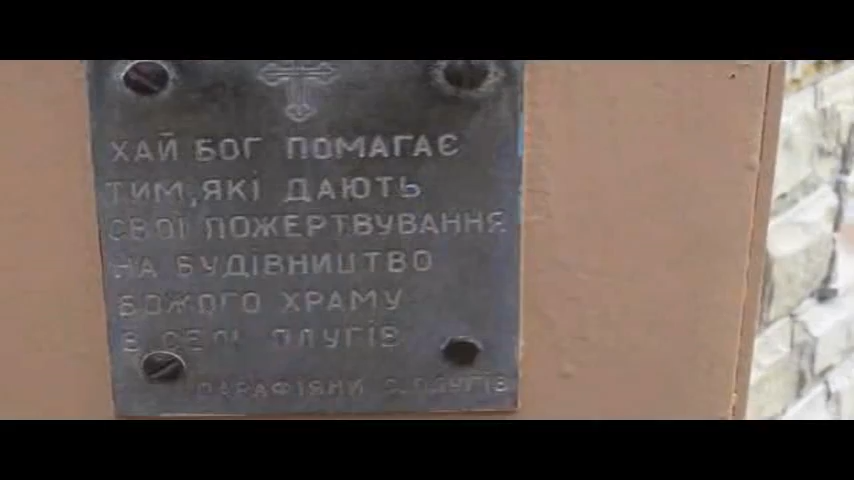 ХАЙ БОГ ПОМАГАЄ
ТИМ, ЯКІ ДАЮТЬ
СВОЇ ПОЖЕРТВУВАННЯ
НА БУДІВНИЦТВО
БОЖОГО ХРАМУ
В СЕЛІ ПЛУГІВ
ПАРАФІЯНИ С. ПЛУГІВ